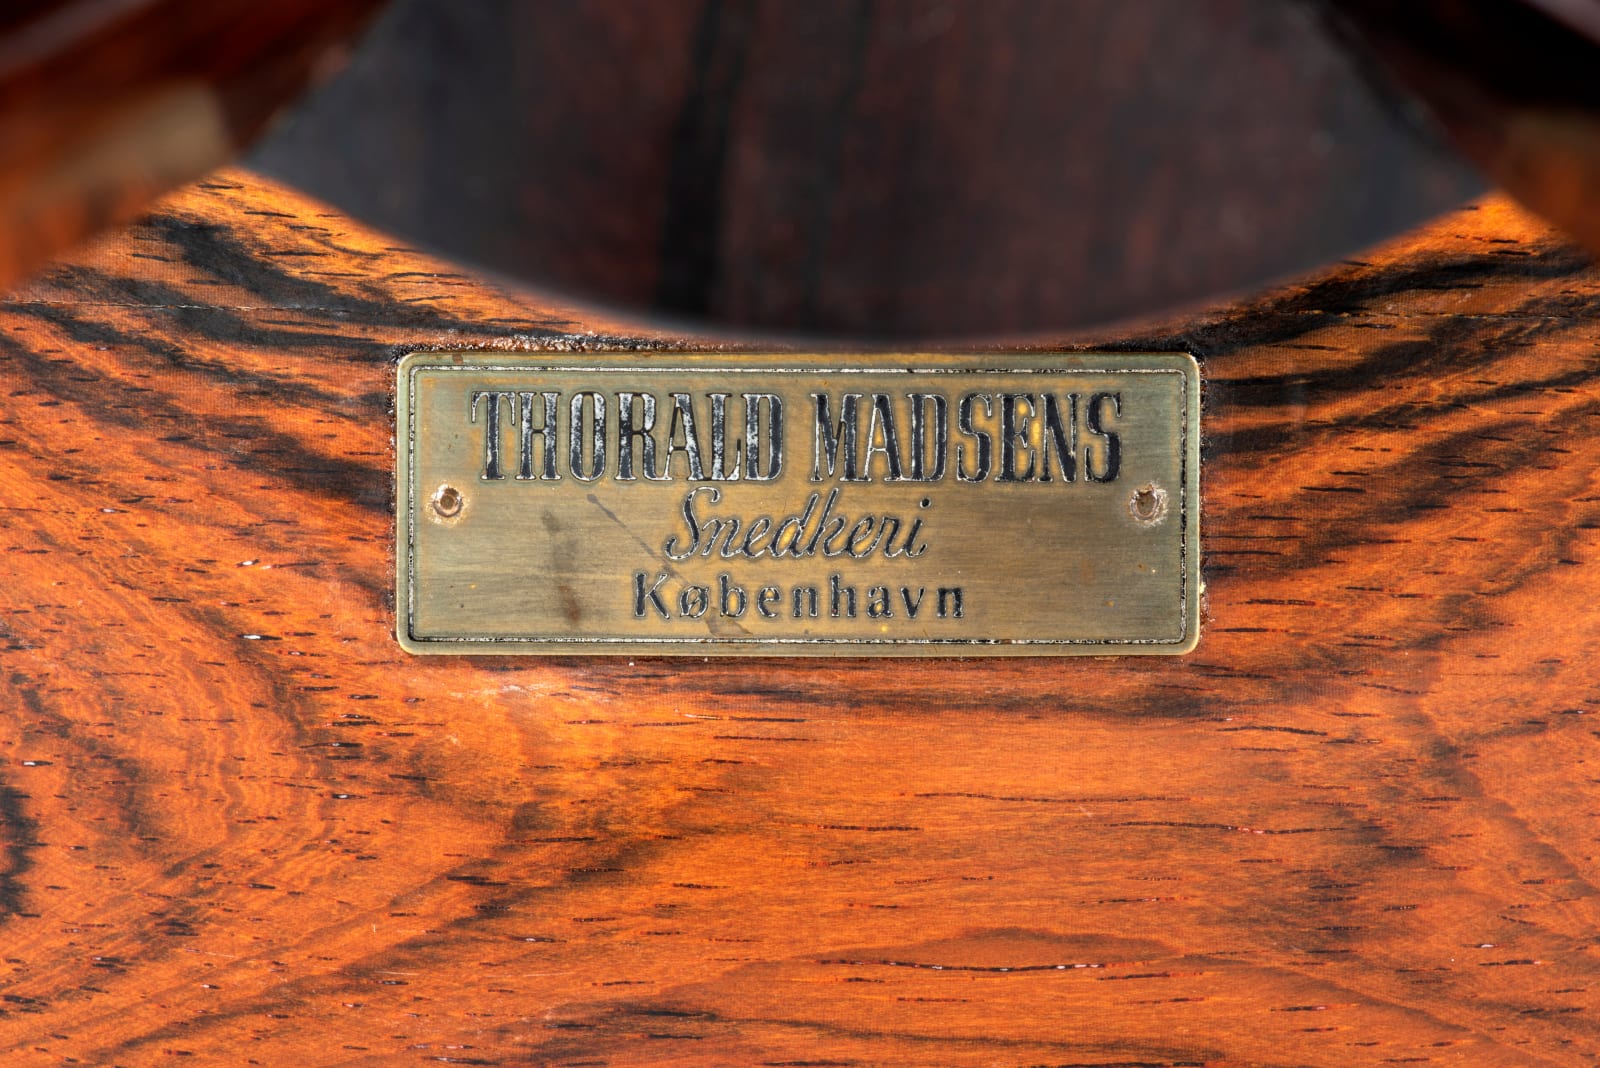 THORALD MADSENS
Snedkeri
København